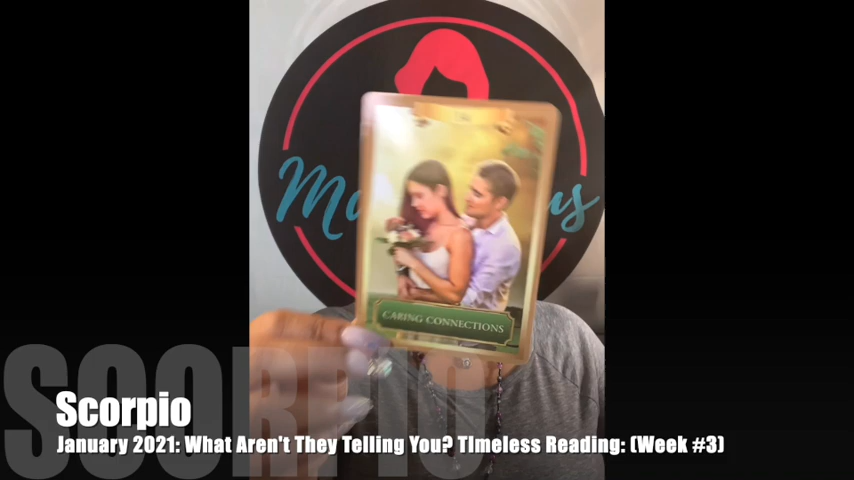 CARING CONNECTIONS
SCORPIO
Scorpio
January 2021: What Aren't They Telling You? Timeless Reading: (Week #3)